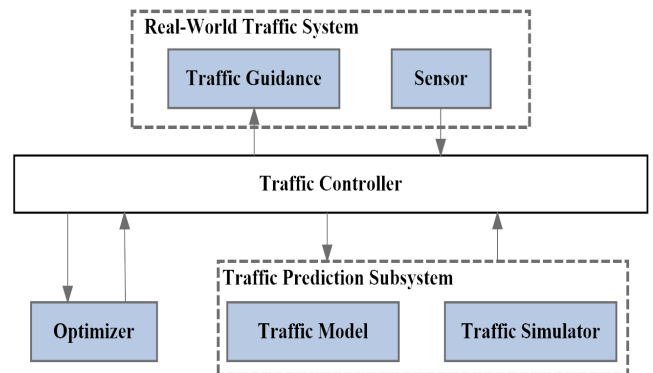 Real-World Traffic System
Traffic Guidance
Sensor
Traffic Controller
Traffic Prediction Subsystem
Optimizer
Traffic Model
Traffic Simulator